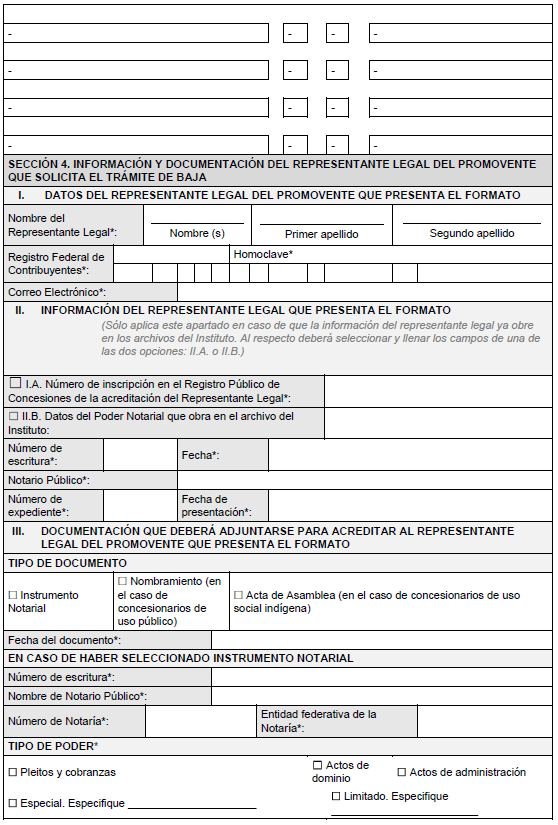 - - - -
- - - -
- - - -
- - - -
SECCIÓN 4. INFORMACIÓN Y DOCUMENTACIÓN DEL REPRESENTANTE LEGAL DEL PROMOVENTE
QUE SOLICITA EL TRÁMITE DE BAJA
I. DATOS DEL REPRESENTANTE LEGAL DEL PROMOVENTE QUE PRESENTA EL FORMATO
Nombre del
Representante Legal*:
Nombre (s) Primer apellido Segundo apellido
Registro Federal de
Contribuyentes*:
Homoclave*
Correo Electrónico*:
II. INFORMACIÓN DEL REPRESENTANTE LEGAL QUE PRESENTA EL FORMATO
(Sólo aplica este apartado en caso de que la información del representante legal ya obre
en los archivos del Instituto. Al respecto deberá seleccionar y llenar los campos de una de
las dos opciones: II.A. o II.B.)
☐ I.A. Número de inscripción en el Registro Público de
Concesiones de la acreditación del Representante Legal*:
☐ II.B. Datos del Poder Notarial que obra en el archivo del
Instituto:
Número de
escritura*:
Fecha*:
Notario Público*:
Número de
expediente*:
Fecha de
presentación*:
III. DOCUMENTACIÓN QUE DEBERÁ ADJUNTARSE PARA ACREDITAR AL REPRESENTANTE
LEGAL DEL PROMOVENTE QUE PRESENTA EL FORMATO
TIPO DE DOCUMENTO
☐ Instrumento
Notarial
☐ Nombramiento (en
el caso de
concesionarios de
uso público)
☐ Acta de Asamblea (en el caso de concesionarios de uso
social indígena)
Fecha del documento*:
EN CASO DE HABER SELECCIONADO INSTRUMENTO NOTARIAL
Número de escritura*:
Nombre de Notario Público*:
Número de Notaría*:
Entidad federativa de la
Notaría*:
TIPO DE PODER*
☐ Pleitos y cobranzas
☐ Actos de
dominio
☐ Actos de administración
☐ Especial. Especifique ____________________
☐ Limitado. Especifique
____________________